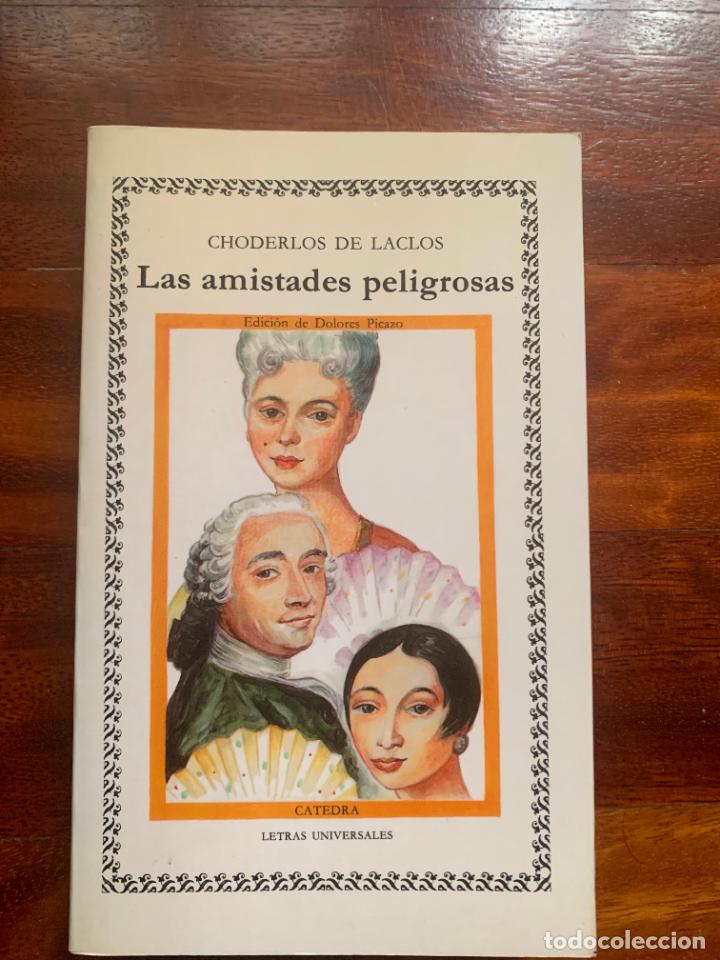 CHODERLOS DE LACLOS
Las amistades peligrosas
Edición de Dolores Picazo
CATEDRA
LETRAS UNIVERSALES
todocoleccion